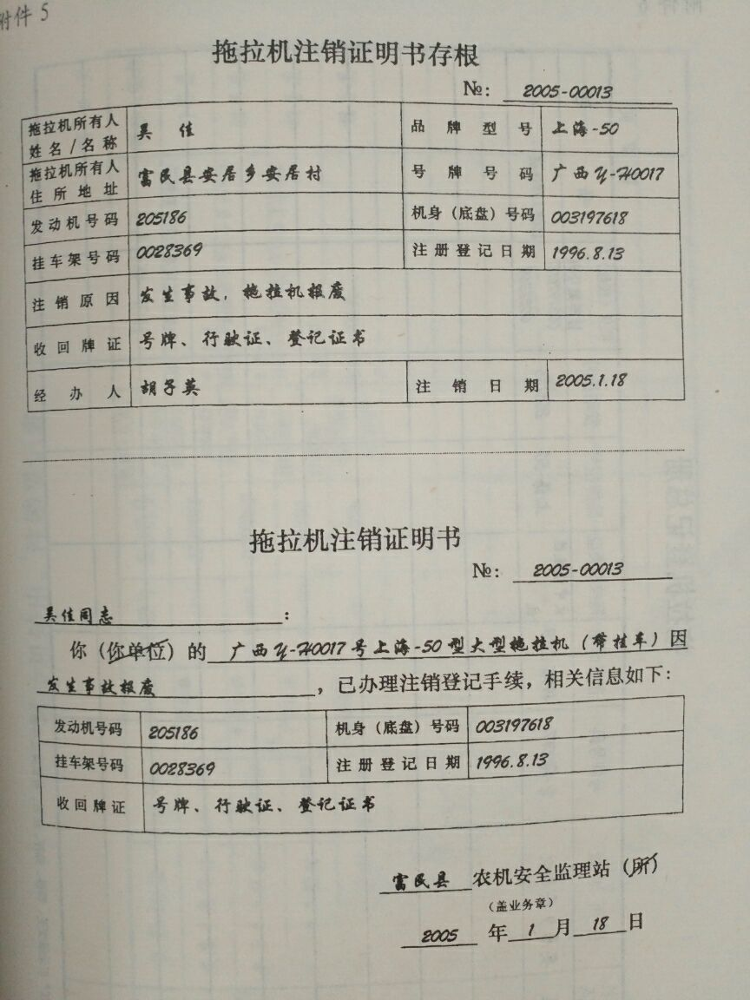 附件 5
拖拉机注销证明书存根
№： 2005-00013
拖拉机所有人姓名/名称 吴 佳 品牌型号 上海-50
拖拉机所有人住所地址 富民县安居乡安居村 号牌号码 广西Y-H0017
发动机号码 205186 机身（底盘）号码 003197618
挂车架号码 0028369 注册登记日期 1996.8.13
注销原因 发生事故，拖拉机报废
收回牌证 号牌、行驶证、登记证书
经办人 胡子英 注销日期 2005.1.18
拖拉机注销证明书
№： 2005-00013
吴佳同志：
你（你单位）的 广西Y-H0017号上海-50型大型拖拉机（带挂车）因
发生事故报废，已办理注销登记手续，相关信息如下：
发动机号码 205186 机身（底盘）号码 003197618
挂车架号码 0028369 注册登记日期 1996.8.13
收回牌证 号牌、行驶证、登记证书
富民县 农机安全监理站（所）
（盖业务章）
2005 年 1 月 18 日